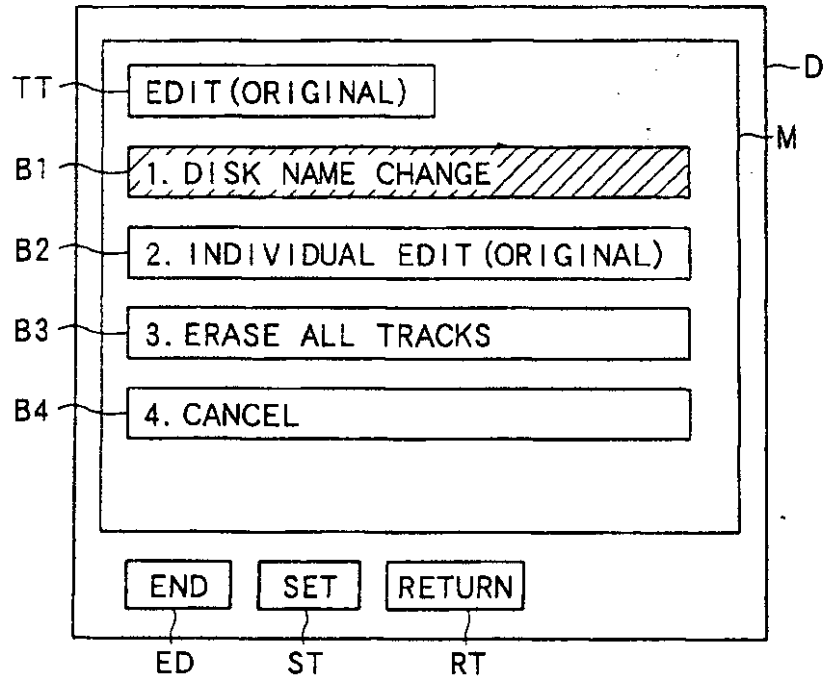 TT EDIT(ORIGINAL) D
M
B1 1. DISK NAME CHANGE
B2 2. INDIVIDUAL EDIT(ORIGINAL)
B3 3. ERASE ALL TRACKS
B4 4. CANCEL
END SET RETURN
ED ST RT